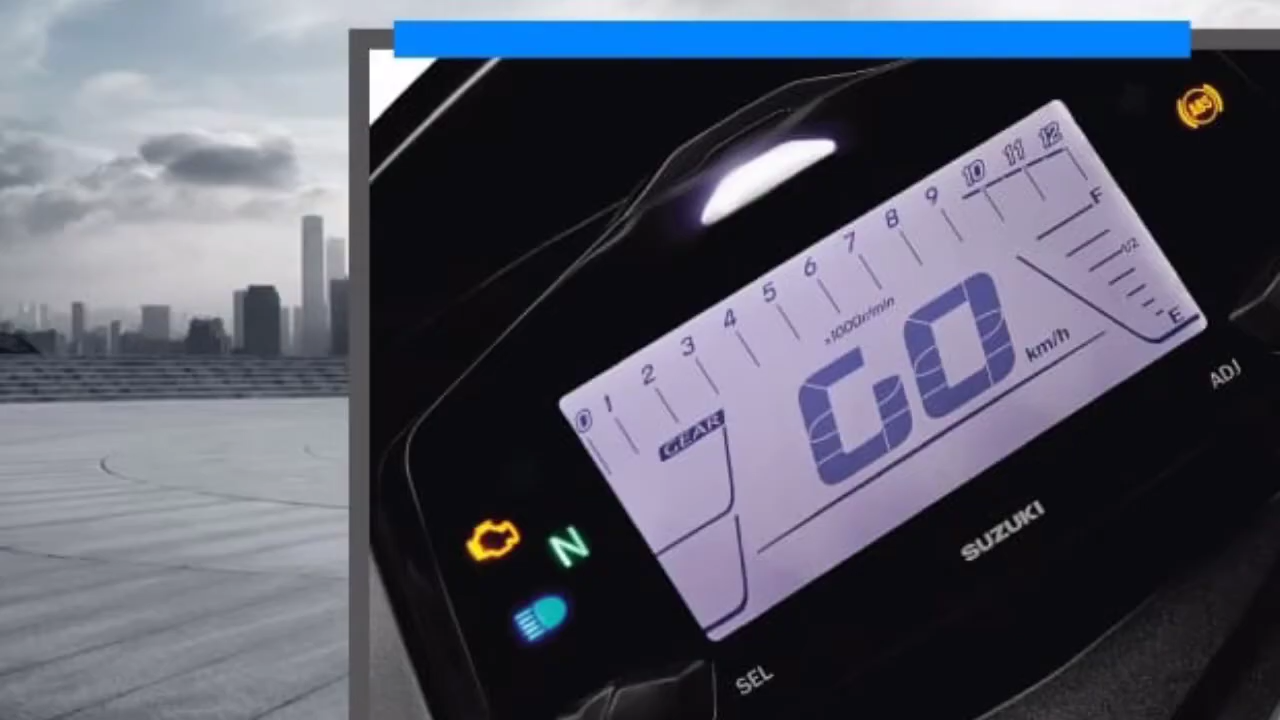 ABS
0 1 2 3 4 5 6 7 8 9 10 11 12
x1000r/min
F
1/2
E
GEAR
GO km/h
ADJ
N
SUZUKI
SEL